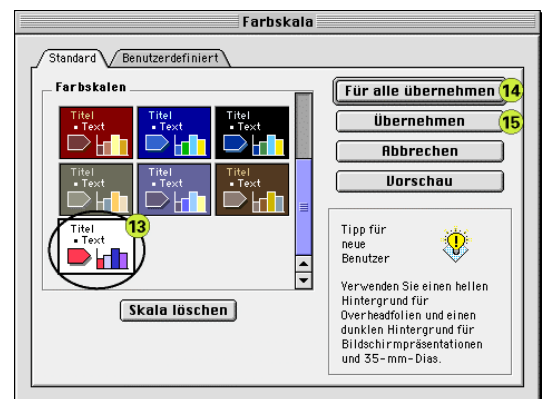 Farbskala
Standard
Benutzerdefiniert
Farbskalen
Titel
▪ Text
Titel
▪ Text
Titel
▪ Text
Titel
▪ Text
Titel
▪ Text
Titel
▪ Text
Titel
▪ Text
13
Skala löschen
Für alle übernehmen
14
Übernehmen
15
Abbrechen
Vorschau
Tipp für
neue
Benutzer
Verwenden Sie einen hellen
Hintergrund für
Overheadfolien und einen
dunklen Hintergrund für
Bildschirmpräsentationen
und 35-mm-Dias.